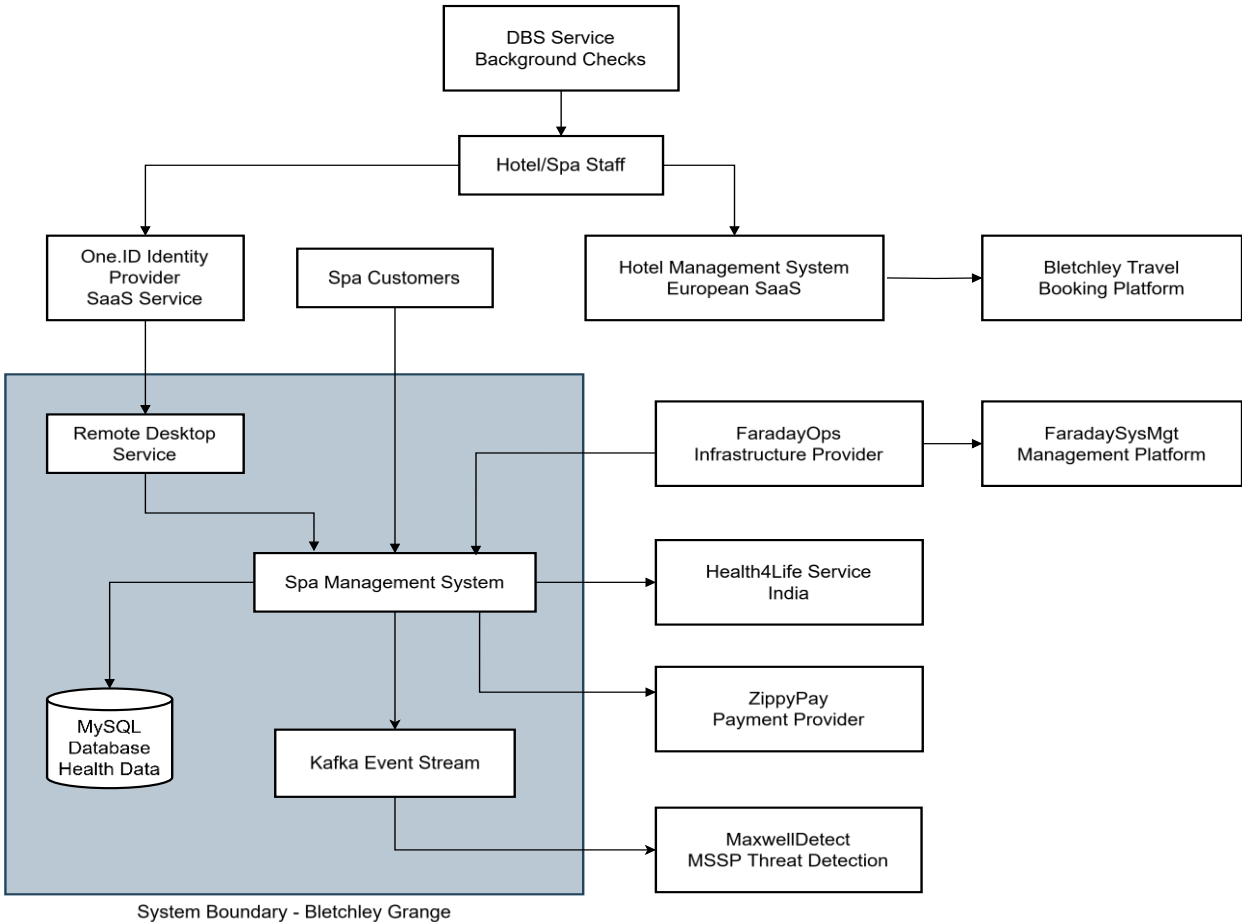 DBS Service
Background Checks
Hotel/Spa Staff
One.ID Identity
Provider
SaaS Service
Spa Customers
Hotel Management System
European SaaS
Bletchley Travel
Booking Platform
Remote Desktop
Service
FaradayOps
Infrastructure Provider
FaradaySysMgt
Management Platform
Spa Management System
Health4Life Service
India
MySQL
Database
Health Data
ZippyPay
Payment Provider
Kafka Event Stream
MaxwellDetect
MSSP Threat Detection
System Boundary - Bletchley Grange